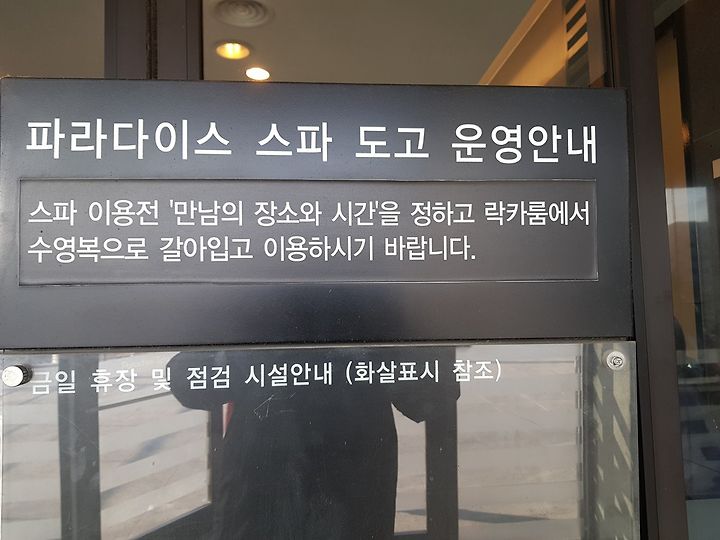 파라다이스 스파 도고 운영안내
스파 이용전 '만남의 장소와 시간'을 정하고 락카룸에서
수영복으로 갈아입고 이용하시기 바랍니다.
금일 휴장 및 점검 시설안내 (화살표시 참조)